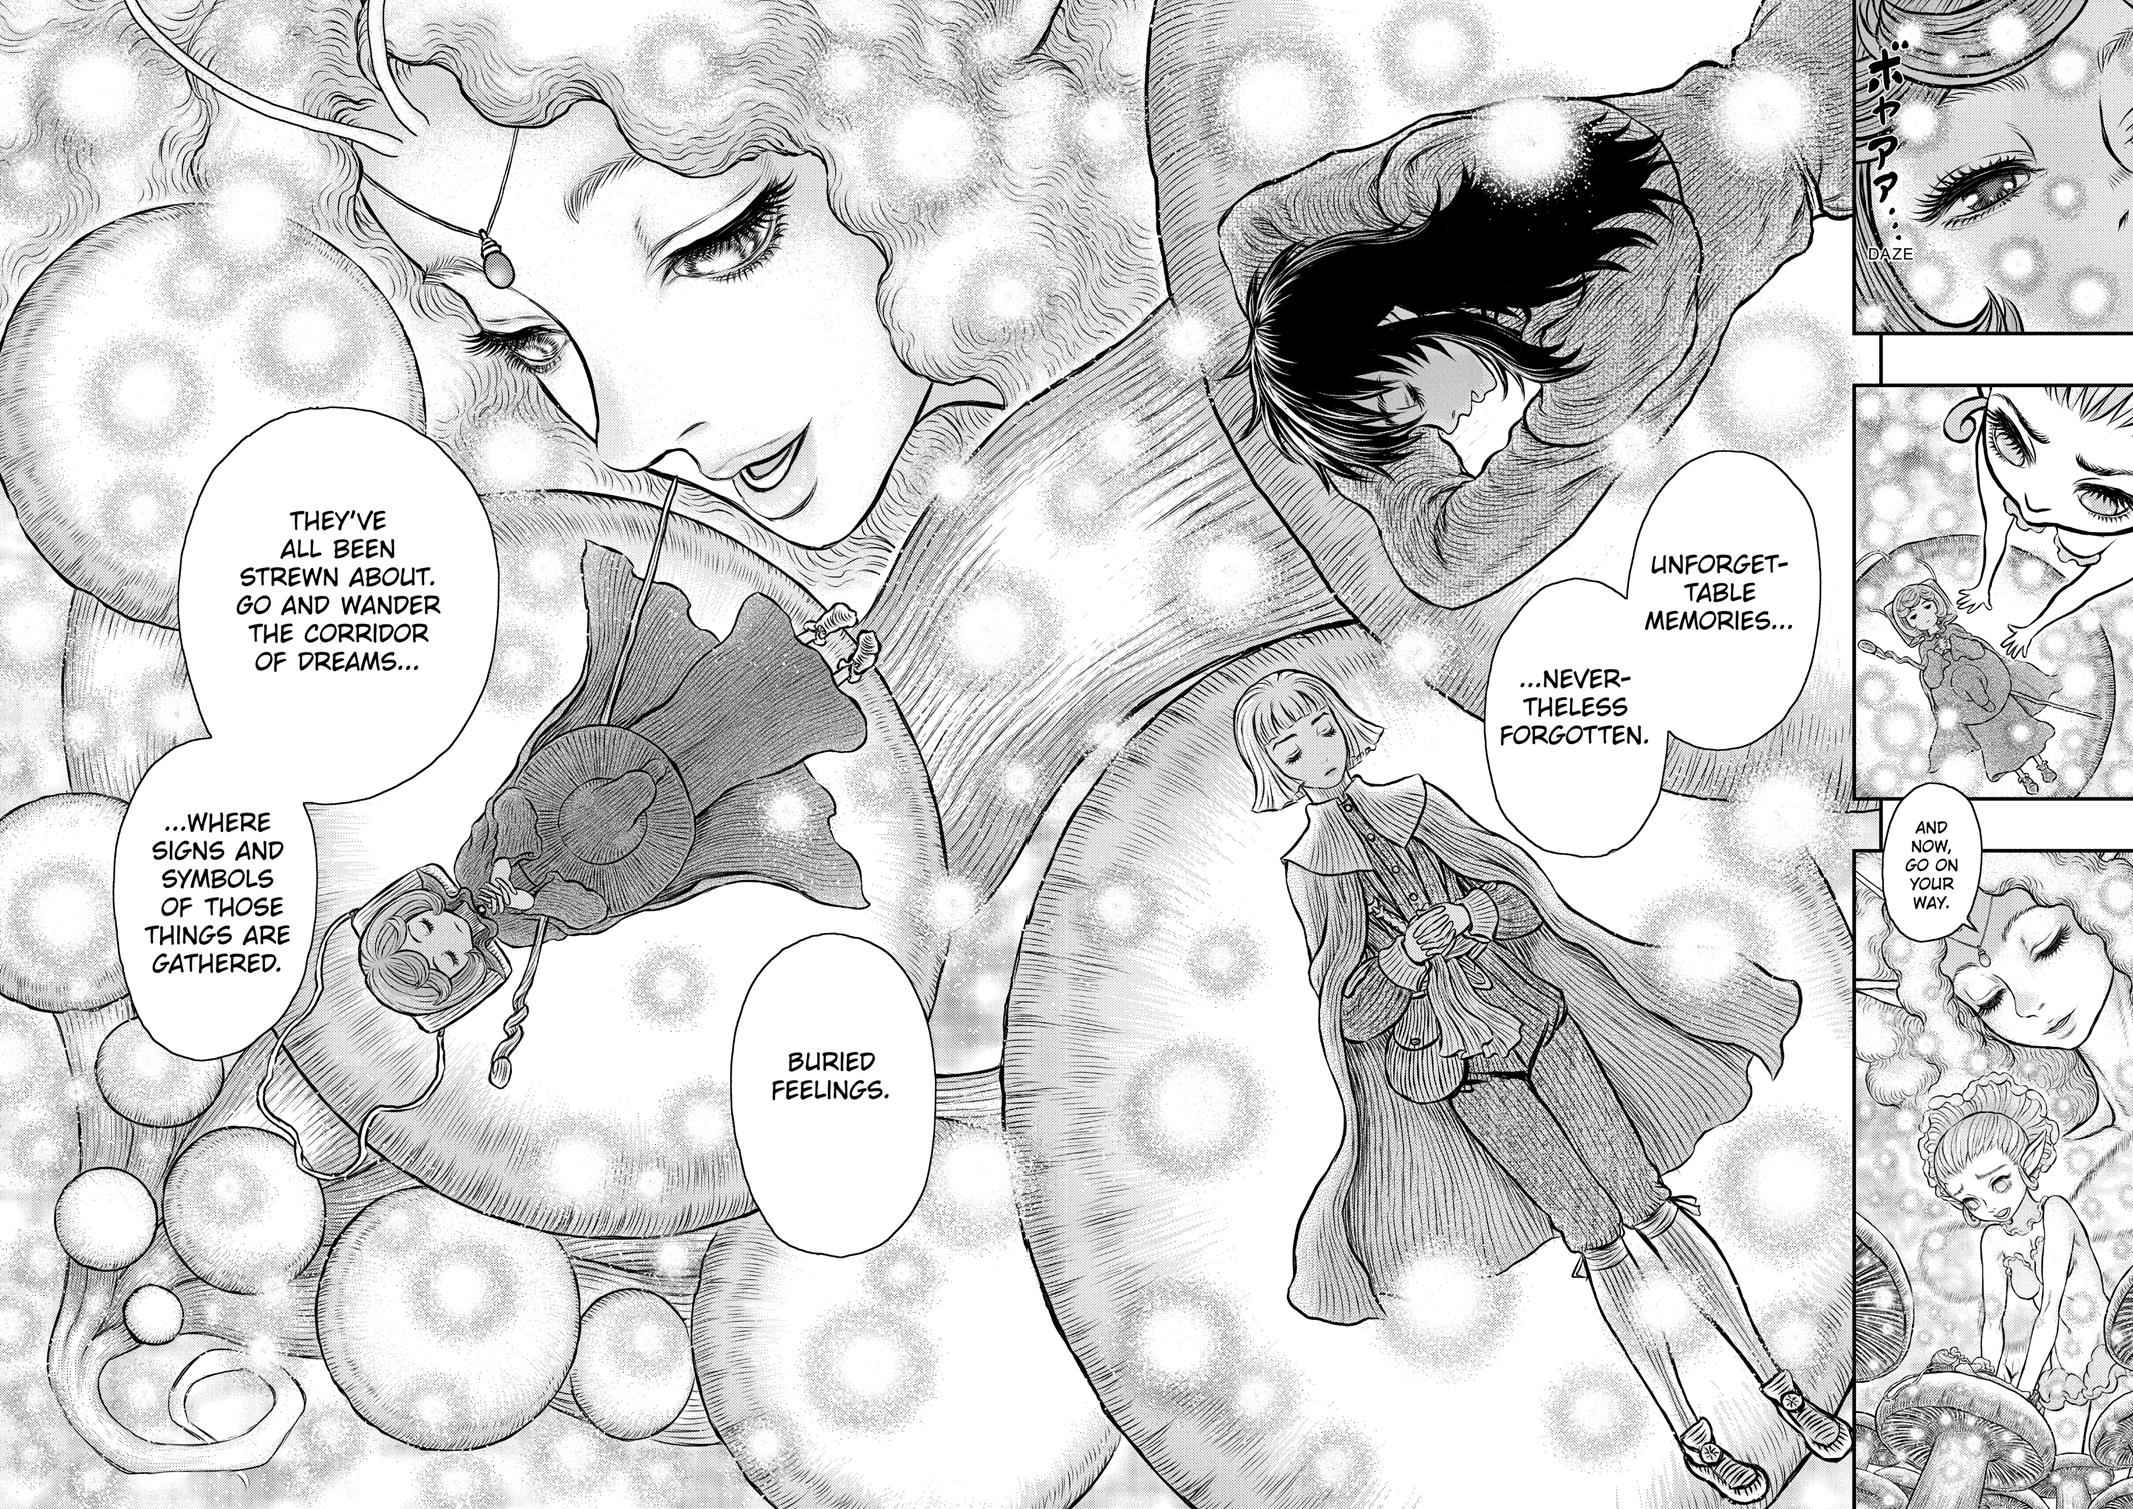 ボヤアア…
DAZE
AND
NOW,
GO ON
YOUR
WAY.
UNFORGET-
TABLE
MEMORIES...
...NEVER-
THELESS
FORGOTTEN.
BURIED
FEELINGS.
THEY'VE
ALL BEEN
STREWN ABOUT.
GO AND WANDER
THE CORRIDOR
OF DREAMS...
...WHERE
SIGNS AND
SYMBOLS
OF THOSE
THINGS ARE
GATHERED.